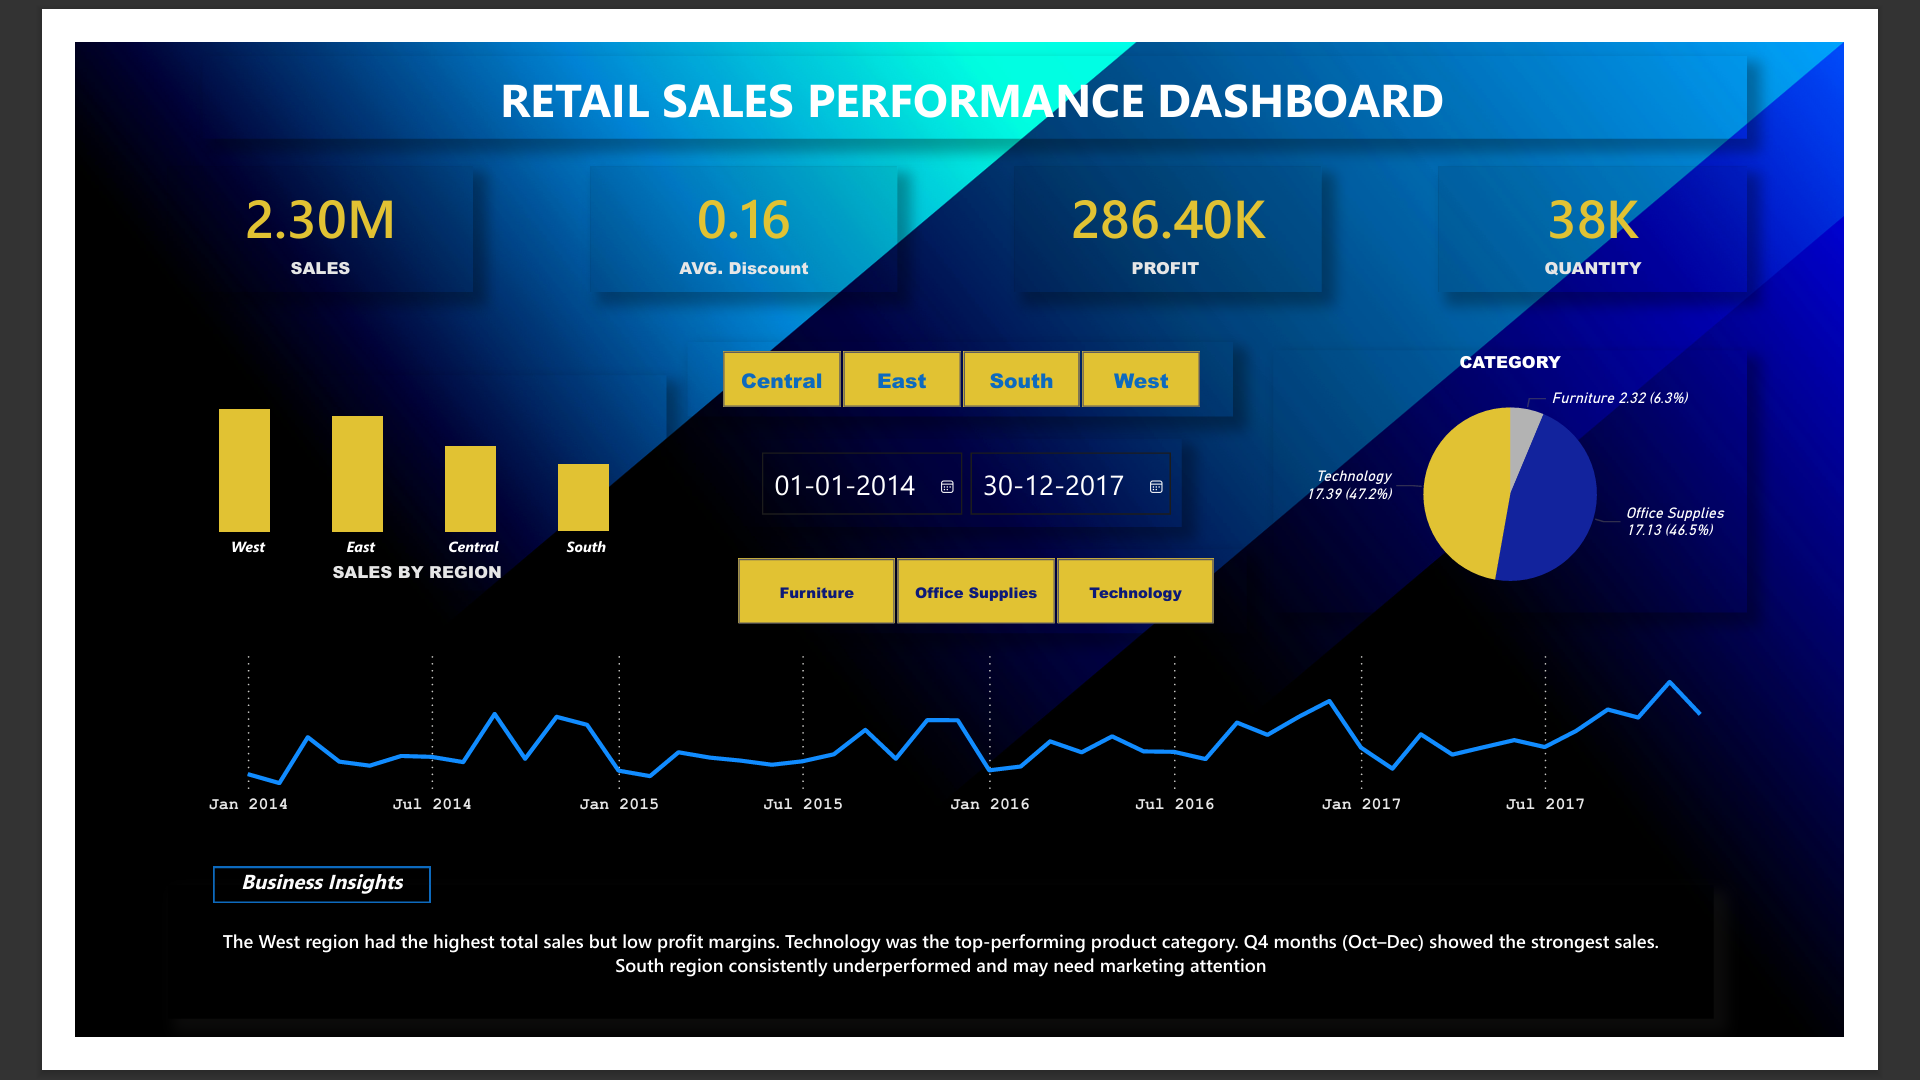 RETAIL SALES PERFORMANCE DASHBOARD
2.30M
SALES
0.16
AVG. Discount
286.40K
PROFIT
38K
QUANTITY
West
East
Central
South
SALES BY REGION
Central
East
South
West
01-01-2014
30-12-2017
Furniture
Office Supplies
Technology
CATEGORY
Furniture 2.32 (6.3%)
Technology
17.39 (47.2%)
Office Supplies
17.13 (46.5%)
Jan 2014
Jul 2014
Jan 2015
Jul 2015
Jan 2016
Jul 2016
Jan 2017
Jul 2017
Business Insights
The West region had the highest total sales but low profit margins. Technology was the top-performing product category. Q4 months (Oct–Dec) showed the strongest sales.
South region consistently underperformed and may need marketing attention